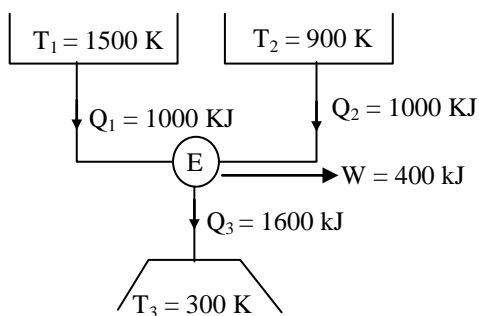 T₁ = 1500 K
T₂ = 900 K
Q₁ = 1000 KJ
Q₂ = 1000 KJ
E
W = 400 kJ
Q₃ = 1600 kJ
T₃ = 300 K